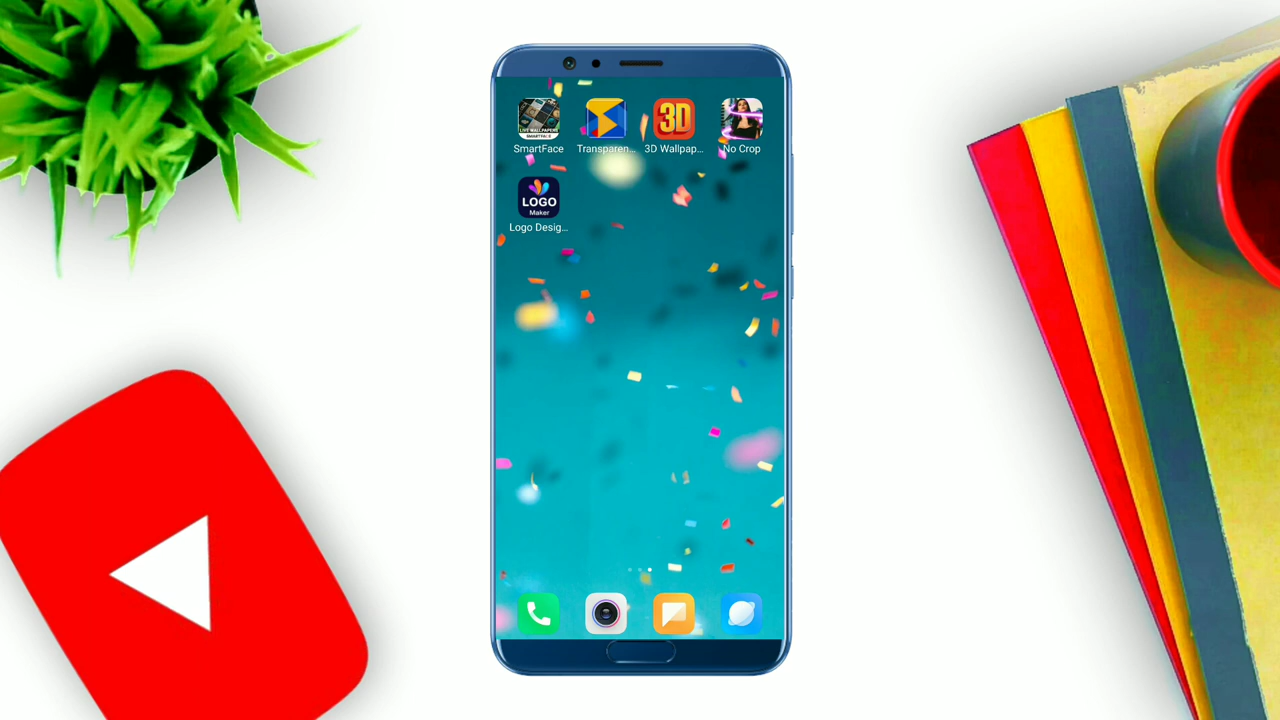 LIVE WALLPAPERS
SMARTFACE
3D
SmartFace
Transparen...
3D Wallpap...
No Crop
LOGO
Maker
Logo Desig...